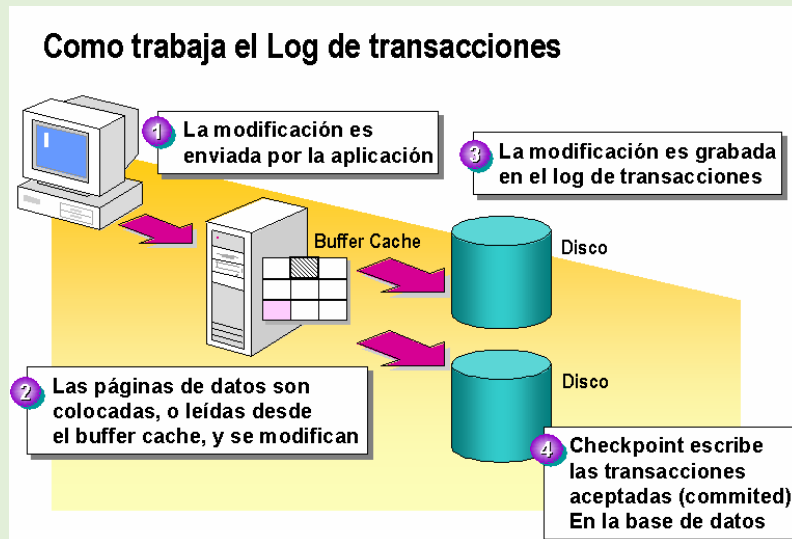 Como trabaja el Log de transacciones
1
La modificación es
enviada por la aplicación
3
La modificación es grabada
en el log de transacciones
Buffer Cache
Disco
2
Las páginas de datos son
colocadas, o leídas desde
el buffer cache, y se modifican
Disco
4
Checkpoint escribe
las transacciones
aceptadas (commited)
En la base de datos